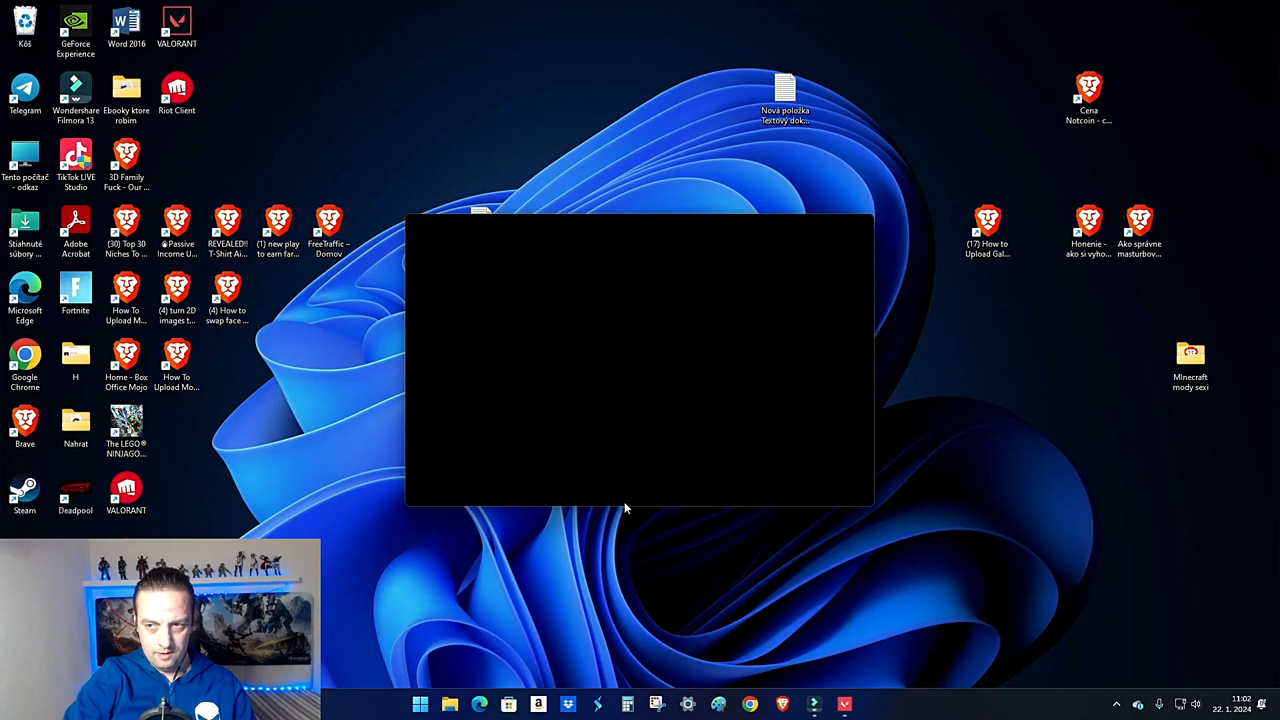 Kôš
GeForce
Experience
Word 2016
VALORANT
Telegram
Wondershare
Filmora 13
Ebooky ktore
robim
Riot Client
Nová položka
Textový dok...
Cena
Notcoin - c...
Tento počítač
- odkaz
TikTok LIVE
Studio
3D Family
Fuck - Our ...
Stiahnuté
súbory ...
Adobe
Acrobat
(30) Top 30
Niches To ...
Passive
Income U...
REVEALED!!
T-Shirt Ai...
(1) new play
to earn far...
FreeTraffic –
Domov
(17) How to
Upload Gal...
Honenie -
ako si vyho...
Ako správne
masturbov...
Microsoft
Edge
Fortnite
How To
Upload M...
(4) turn 2D
images t...
(4) How to
swap face ...
Google
Chrome
H
Home - Box
Office Mojo
How To
Upload Mo...
MInecraft
mody sexi
Brave
Nahrat
The LEGO®
NINJAGO...
Steam
Deadpool
VALORANT
11:02
22. 1. 2024